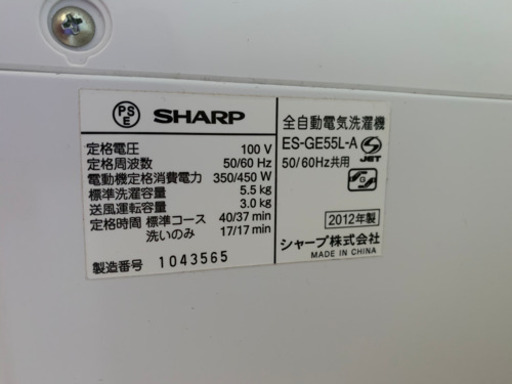 PS E SHARP
定格電圧 100 V
定格周波数 50/60 Hz
電動機定格消費電力 350/450 W
標準洗濯容量 5.5 kg
送風運転容量 3.0 kg
定格時間 標準コース 40/37 min
洗いのみ 17/17 min
製造番号 1043565
全自動電気洗濯機
ES-GE55L-A
50/60Hz共用
JET
2012年製
シャープ株式会社
MADE IN CHINA